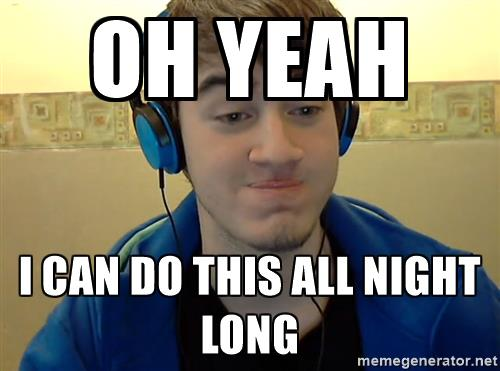 OH YEAH
I CAN DO THIS ALL NIGHT
LONG
memegenerator.net